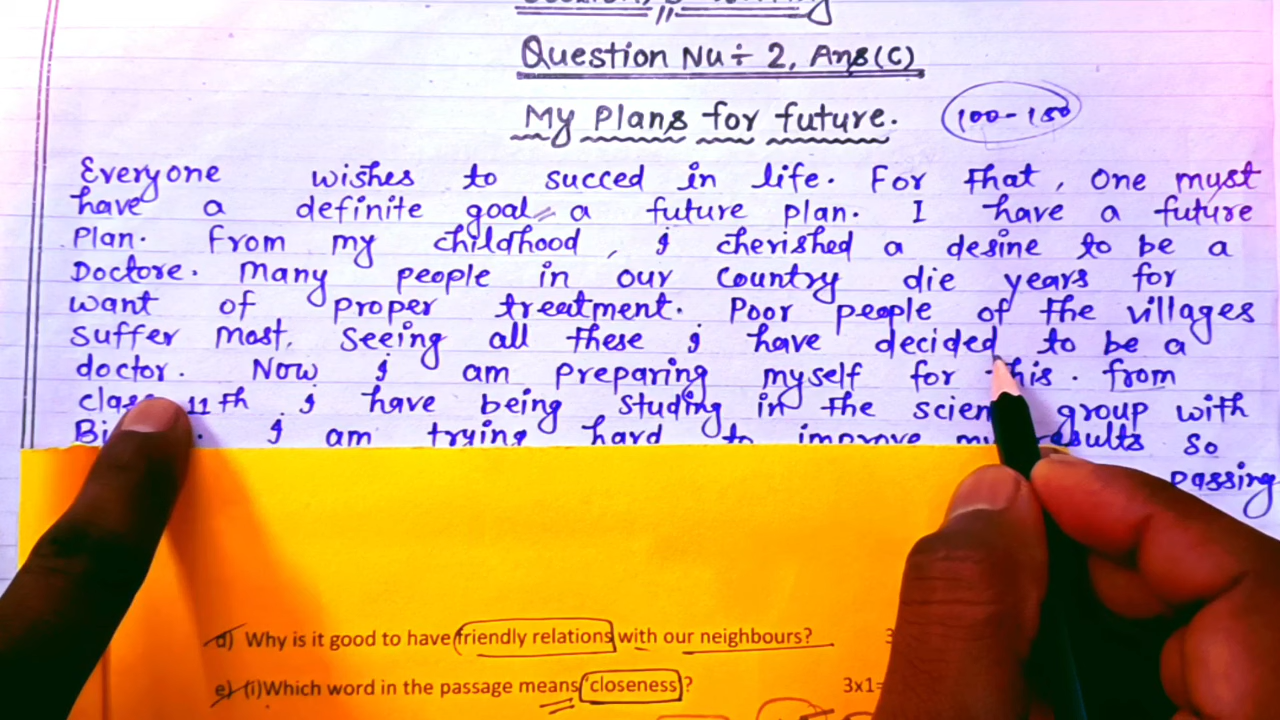 Question Nu÷ 2, Ans(C)
My Plans for future. 100-150
Everyone wishes to succed in life. For that, one myst
have a definite goal a future plan. I have a future
Plan. From my childhood, I cherished a desine to be a
Doctore. Many people in our Country die years for
want of proper treatment. Poor people of the villages
suffer most. Seeing all these I have decided to be a
doctor. Now I am preparing myself for this. from
class 11th I have being studing in the scien group with
I am trying hard to improve my results so
passing
d) Why is it good to have friendly relations with our neighbours?
e) (i)Which word in the passage means 'closeness'?
3x1=